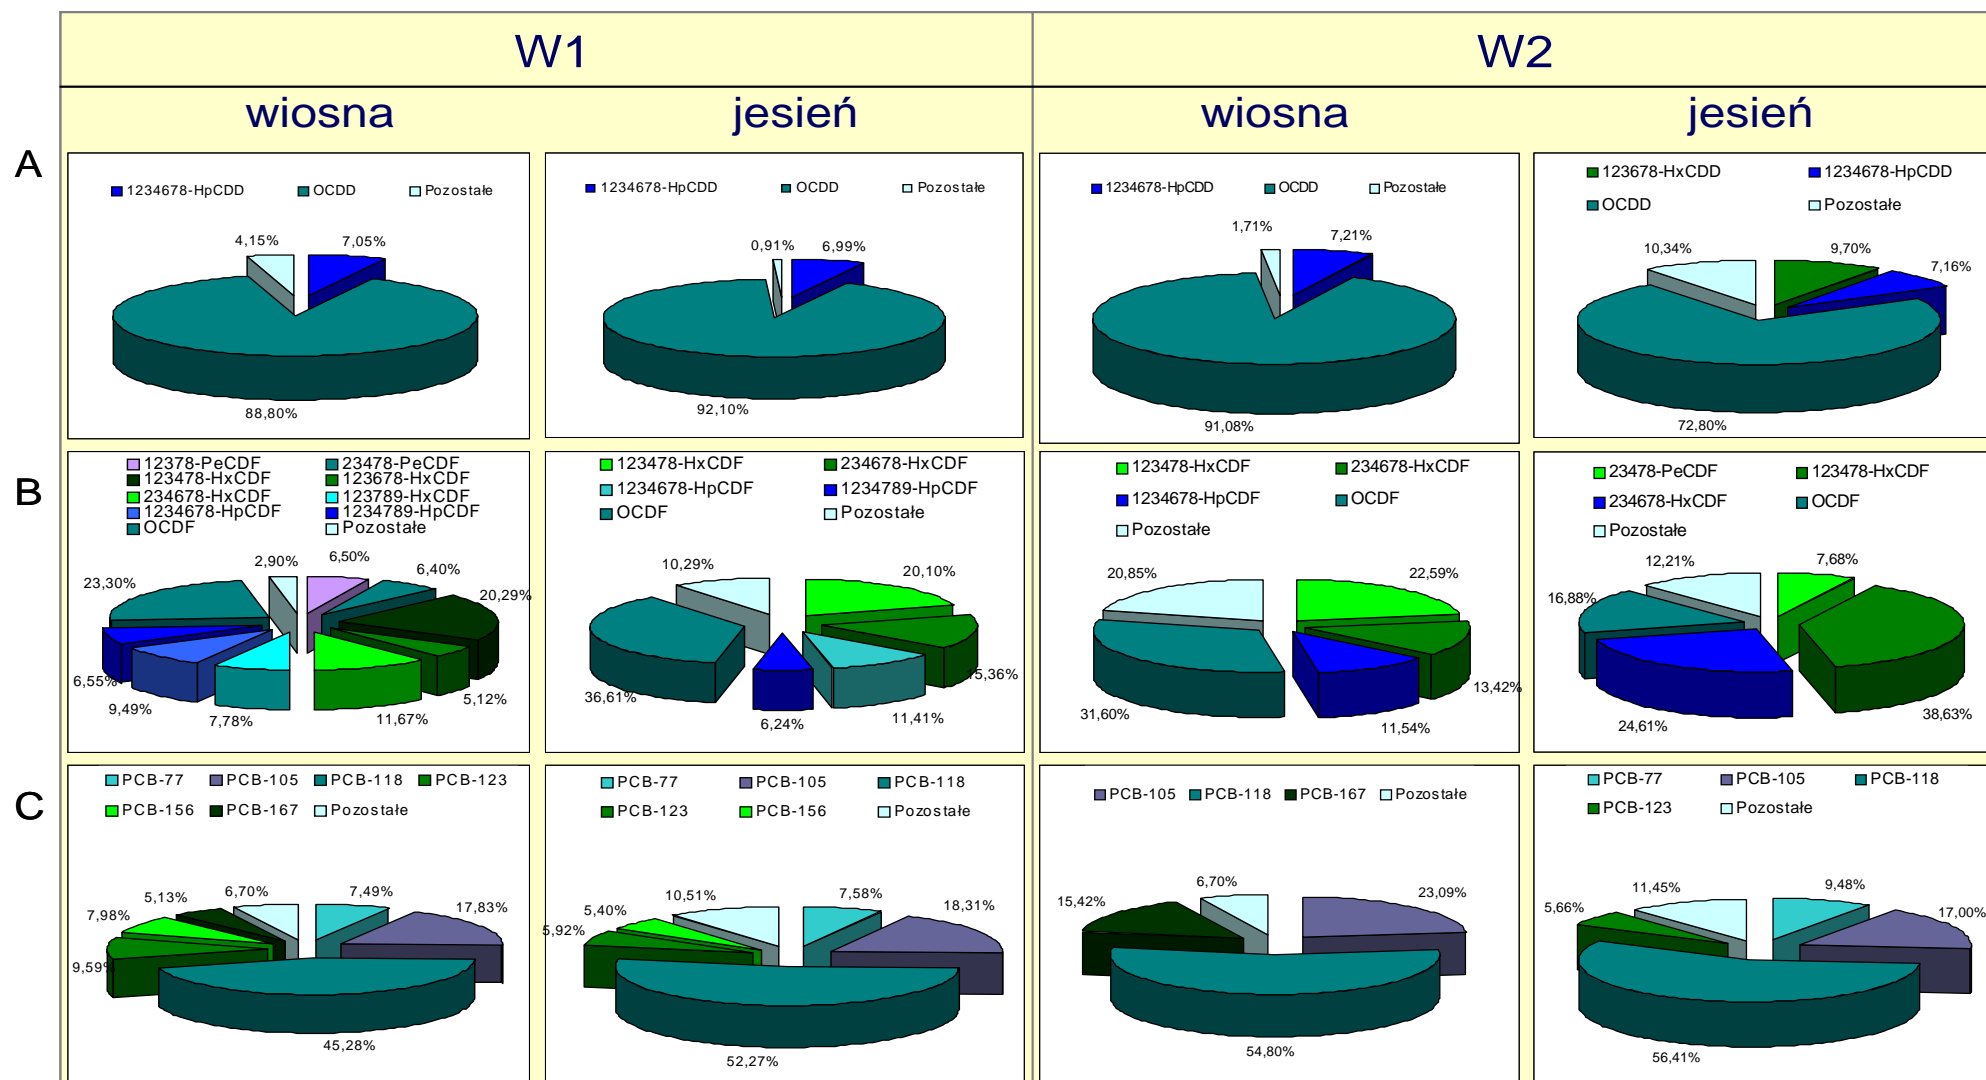 W1 W2
wiosna jesień wiosna jesień
A
1234678-HpCDD OCDD Pozostałe
4,15% 7,05%
88,80%
1234678-HpCDD OCDD Pozostałe
0,91% 6,99%
92,10%
1234678-HpCDD OCDD Pozostałe
1,71% 7,21%
91,08%
123678-HxCDD 1234678-HpCDD
OCDD Pozostałe
10,34% 9,70%
7,16%
72,80%
B
12378-PeCDF 23478-PeCDF
123478-HxCDF 123678-HxCDF
234678-HxCDF 123789-HxCDF
1234678-HpCDF 1234789-HpCDF
OCDF Pozostałe
2,90% 6,50%
23,30% 6,40%
20,29%
6,55% 5,12%
9,49% 7,78% 11,67%
123478-HxCDF 234678-HxCDF
1234678-HpCDF 1234789-HpCDF
OCDF Pozostałe
10,29% 20,10%
15,36%
36,61% 6,24% 11,41%
123478-HxCDF 234678-HxCDF
1234678-HpCDF OCDF
Pozostałe
20,85% 22,59%
13,42%
31,60% 11,54%
23478-PeCDF 123478-HxCDF
234678-HxCDF OCDF
Pozostałe
12,21% 7,68%
16,88%
24,61% 38,63%
C
PCB-77 PCB-105 PCB-118 PCB-123
PCB-156 PCB-167 Pozostałe
5,13% 6,70% 7,49%
7,98% 17,83%
9,59%
45,28%
PCB-77 PCB-105 PCB-118
PCB-123 PCB-156 Pozostałe
10,51% 7,58%
5,40% 18,31%
5,92%
52,27%
PCB-105 PCB-118 PCB-167 Pozostałe
6,70% 23,09%
15,42%
54,80%
PCB-77 PCB-105 PCB-118
PCB-123 Pozostałe
11,45% 9,48%
5,66% 17,00%
56,41%